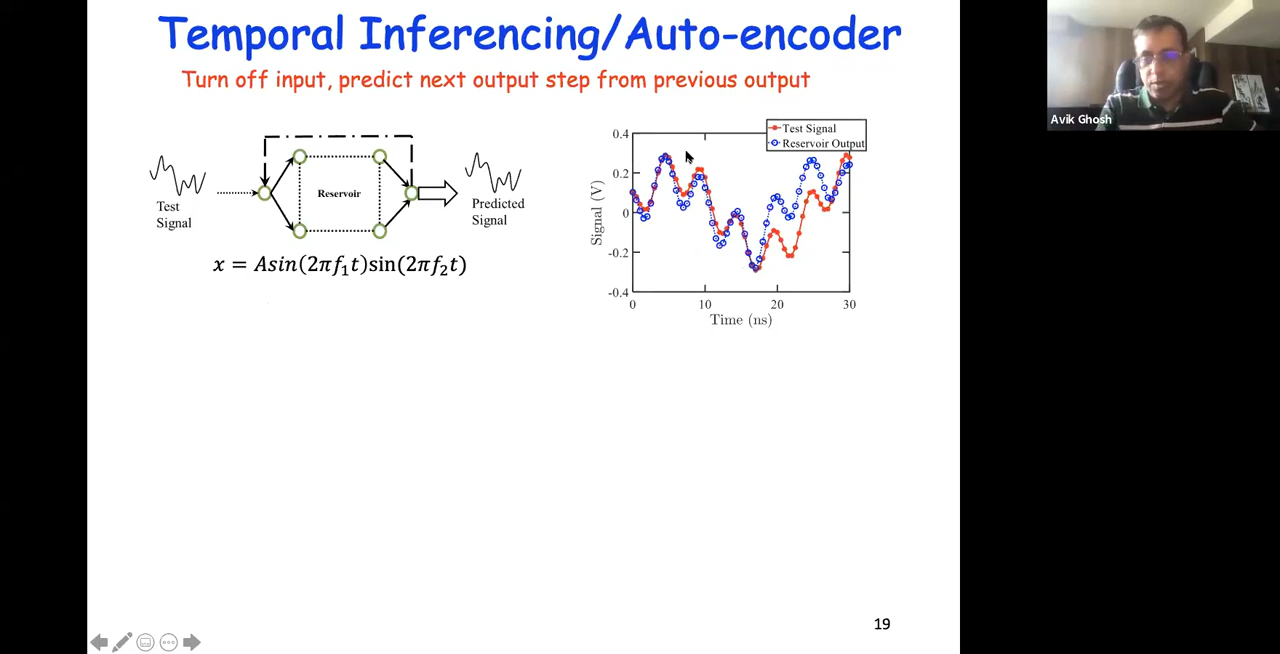 Temporal Inferencing/Auto-encoder
Turn off input, predict next output step from previous output
Test
Signal
Reservoir
Predicted
Signal
x = Asin(2πf₁t)sin(2πf₂t)
Test Signal
Reservoir Output
Signal (V)
0.4
0.2
0
-0.2
-0.4
0
10
20
30
Time (ns)
19
Avik Ghosh